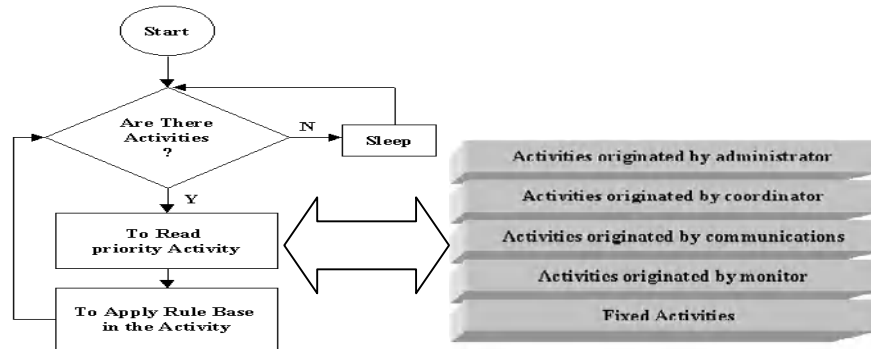 Start
Are There
Activities
?
N
Sleep
Y
To Read
priority Activity
To Apply Rule Base
in the Activity
Activities originated by administrator
Activities originated by coordinator
Activities originated by communications
Activities originated by monitor
Fixed Activities